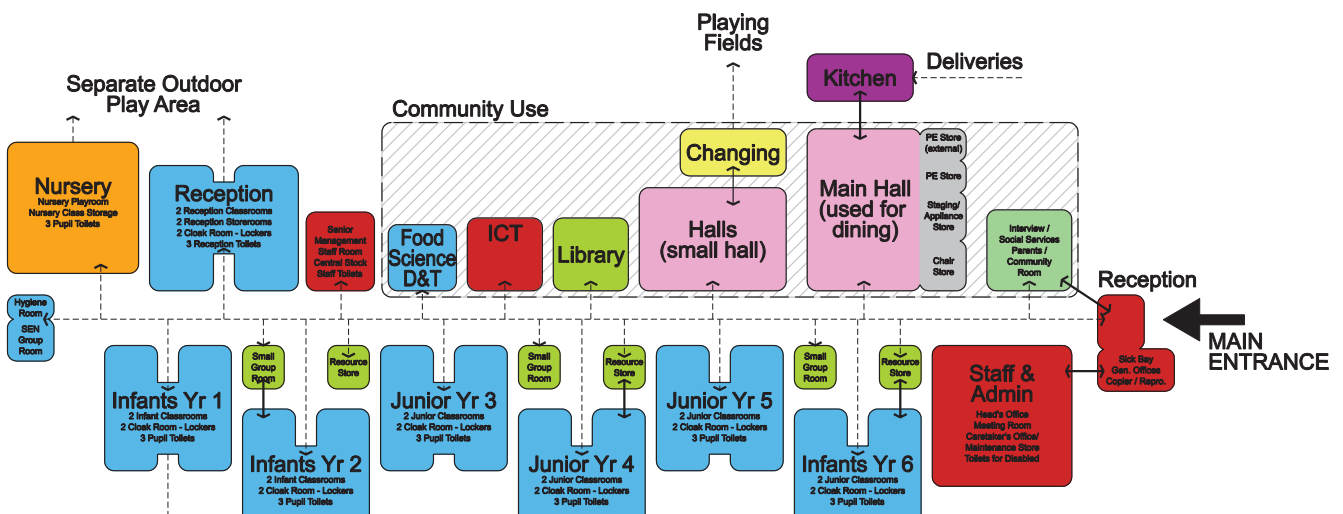 Playing
Fields
Deliveries
Kitchen
Separate Outdoor
Play Area
Community Use
Nursery
Nursery Playroom
Nursery Class Storage
3 Pupil Toilets
Reception
2 Reception Classrooms
2 Reception Storerooms
2 Cloak Room - Lockers
3 Reception Toilets
Senior
Management
Staff Room
Central Stock
Staff Toilets
Food
Science
D&T
ICT
Library
Changing
Halls
(small hall)
Main Hall
(used for
dining)
PE Store
(external)
PE Store
Staging/
Appliance
Store
Chair
Store
Interview /
Social Services
Parents /
Community
Room
Reception
MAIN
ENTRANCE
Hygiene
Room
SEN
Group
Room
Infants Yr 1
2 Infant Classrooms
2 Cloak Room - Lockers
3 Pupil Toilets
Small
Group
Room
Resource
Store
Infants Yr 2
2 Infant Classrooms
2 Cloak Room - Lockers
3 Pupil Toilets
Junior Yr 3
2 Junior Classrooms
2 Cloak Room - Lockers
3 Pupil Toilets
Small
Group
Room
Resource
Store
Junior Yr 4
2 Junior Classrooms
2 Cloak Room - Lockers
3 Pupil Toilets
Junior Yr 5
2 Junior Classrooms
2 Cloak Room - Lockers
3 Pupil Toilets
Small
Group
Room
Resource
Store
Infants Yr 6
2 Junior Classrooms
2 Cloak Room - Lockers
3 Pupil Toilets
Staff &
Admin
Head's Office
Meeting Room
Caretaker's Office/
Maintenance Store
Toilets for Disabled
Sick Bay
Gen. Offices
Copier / Repro.